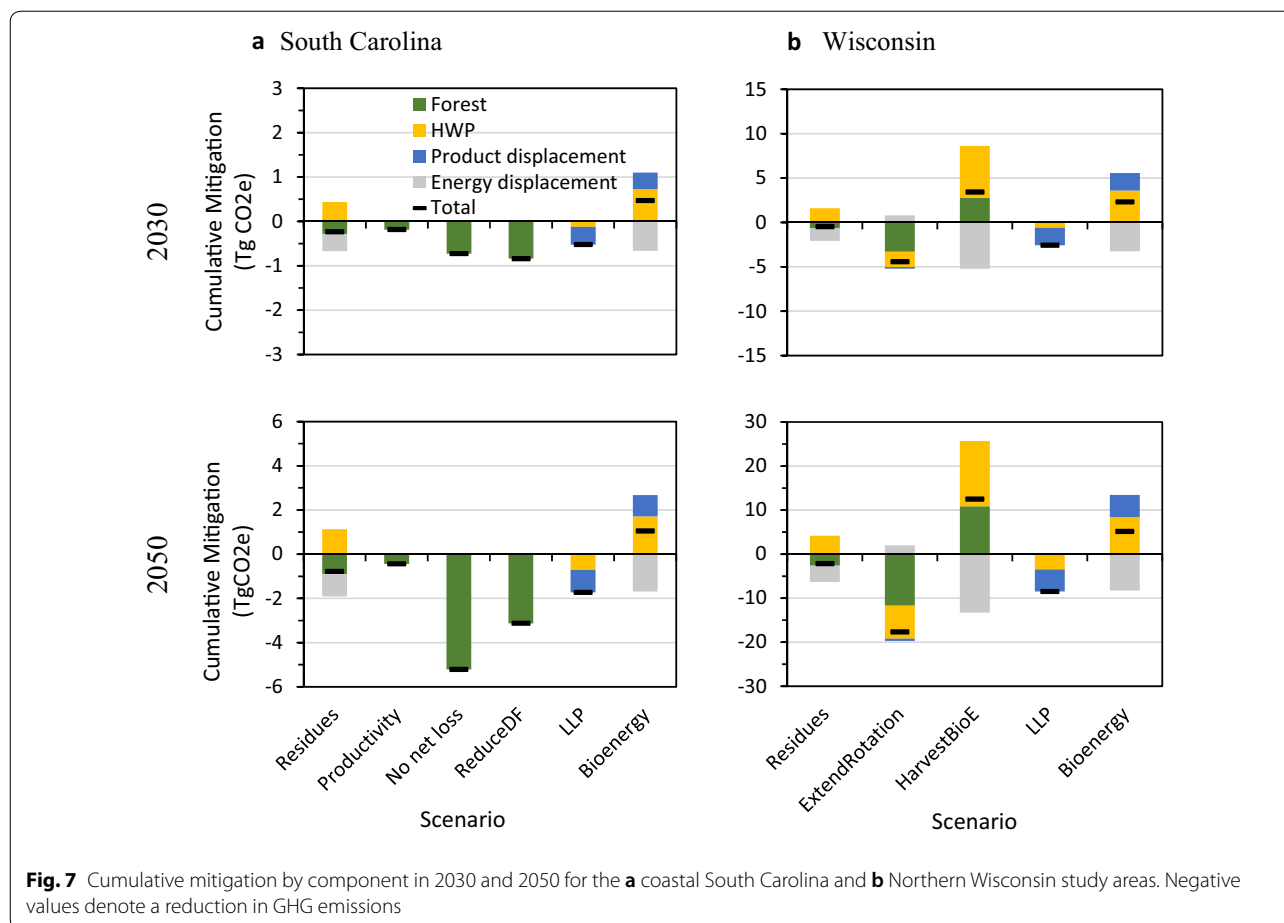 a South Carolina
b Wisconsin
2030
Cumulative Mitigation
(Tg CO2e)
3
2
1
0
-1
-2
-3
Forest
HWP
Product displacement
Energy displacement
Total
15
10
5
0
-5
-10
-15
2050
Cumulative Mitigation
(TgCO2e)
6
4
2
0
-2
-4
-6
Residues
Productivity
No net loss
ReduceDF
LLP
Bioenergy
Scenario
30
20
10
0
-10
-20
-30
Residues
ExtendRotation
HarvestBioE
LLP
Bioenergy
Scenario
Fig. 7 Cumulative mitigation by component in 2030 and 2050 for the a coastal South Carolina and b Northern Wisconsin study areas. Negative
values denote a reduction in GHG emissions